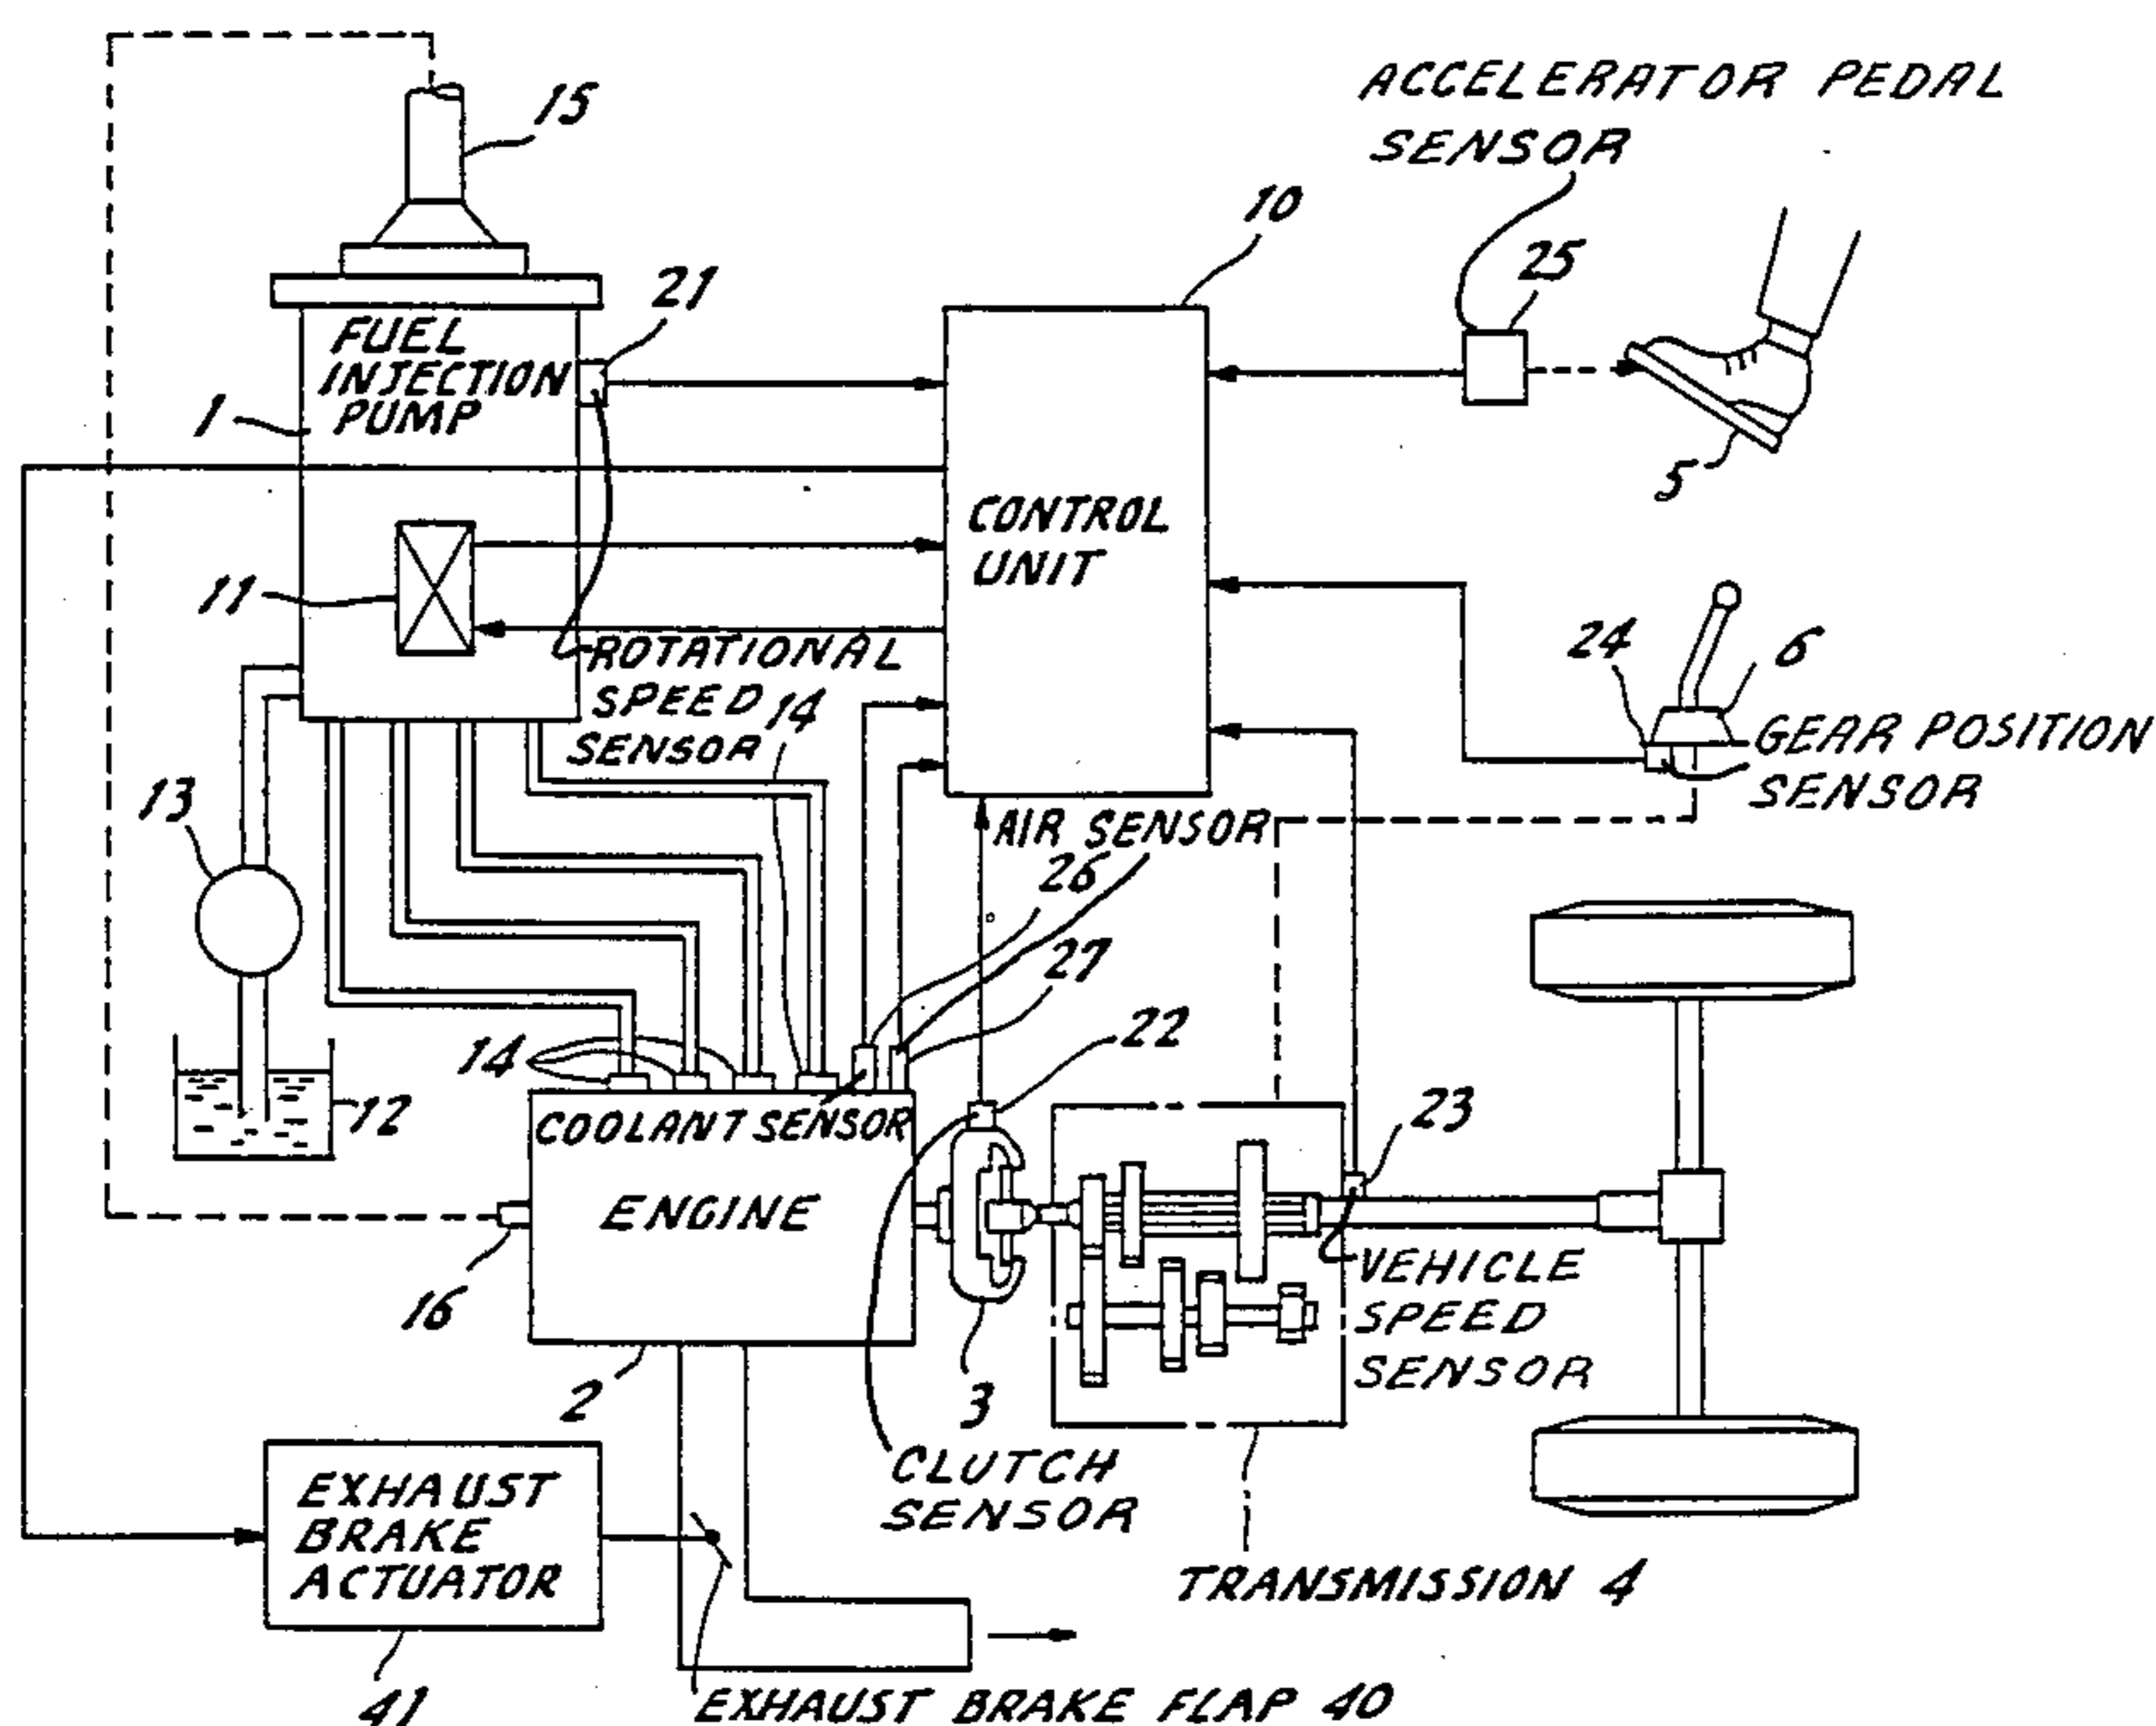 ACCELERATOR PEDAL
SENSOR
15
10
25
21
FUEL
INJECTION
PUMP
1
5
CONTROL
UNIT
11
24
6
ROTATIONAL
SPEED
SENSOR
14
GEAR POSITION
SENSOR
13
AIR SENSOR
26
27
22
14
12
23
COOLANT SENSOR
ENGINE
16
VEHICLE
SPEED
SENSOR
2
3
CLUTCH
SENSOR
EXHAUST
BRAKE
ACTUATOR
TRANSMISSION 4
41
EXHAUST BRAKE FLAP 40